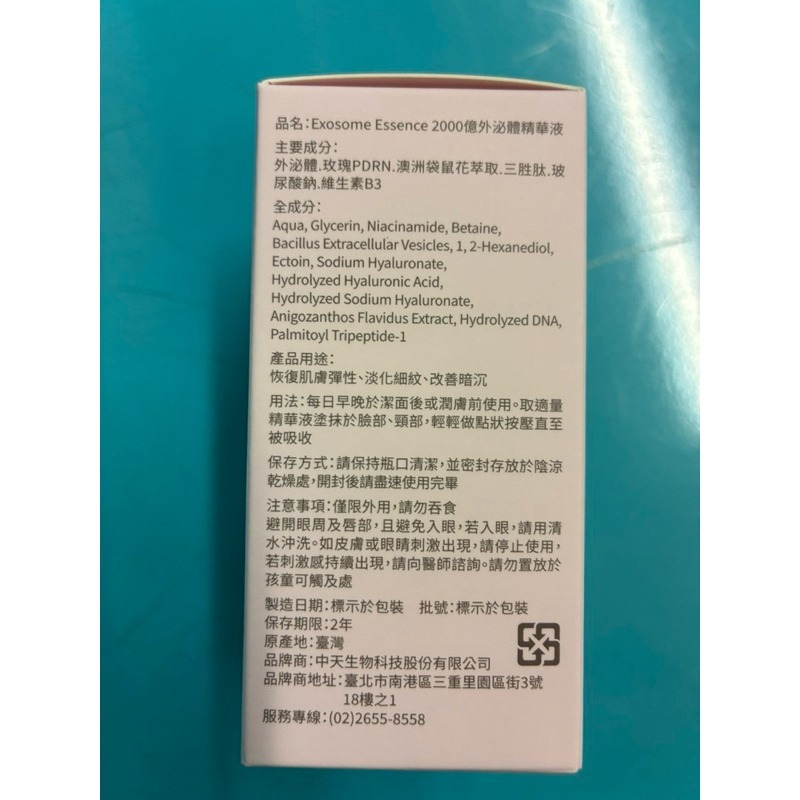 品名：Exosome Essence 2000億外泌體精華液
主要成分：
外泌體.玫瑰PDRN.澳洲袋鼠花萃取.三胜肽.玻
尿酸鈉.維生素B3
全成分：
Aqua, Glycerin, Niacinamide, Betaine,
Bacillus Extracellular Vesicles, 1, 2-Hexanediol,
Ectoin, Sodium Hyaluronate,
Hydrolyzed Hyaluronic Acid,
Hydrolyzed Sodium Hyaluronate,
Anigozanthos Flavidus Extract, Hydrolyzed DNA,
Palmitoyl Tripeptide-1
產品用途：
恢復肌膚彈性、淡化細紋、改善暗沉
用法：每日早晚於潔面後或潤膚前使用。取適量
精華液塗抹於臉部、頸部，輕輕做點狀按壓直至
被吸收
保存方式：請保持瓶口清潔，並密封存放於陰涼
乾燥處，開封後請盡速使用完畢
注意事項：僅限外用，請勿吞食
避開眼周及唇部，且避免入眼，若入眼，請用清
水沖洗。如皮膚或眼睛刺激出現，請停止使用，
若刺激感持續出現，請向醫師諮詢。請勿置放於
孩童可觸及處
製造日期：標示於包裝　批號：標示於包裝
保存期限：2年
原產地：臺灣
品牌商：中天生物科技股份有限公司
品牌商地址：臺北市南港區三重里園區街3號
18樓之1
服務專線：(02)2655-8558